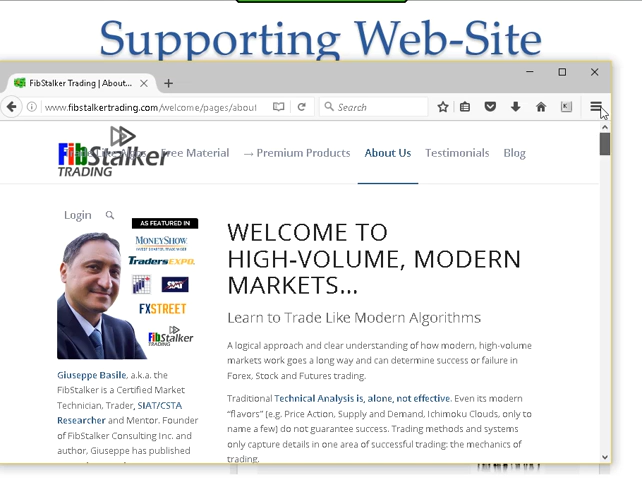 Supporting Web-Site
FibStalker Trading | About...
www.fibstalkertrading.com/welcome/pages/about
Search
FibStalker
TRADING
Free Material
→ Premium Products
About Us
Testimonials
Blog
Login
AS FEATURED IN
MONEYSHOW
TradersEXPO.
FXSTREET
FibStalker
TRADING
WELCOME TO
HIGH-VOLUME, MODERN
MARKETS...
Learn to Trade Like Modern Algorithms
A logical approach and clear understanding of how modern, high-volume
markets work goes a long way and can determine success or failure in
Forex, Stock and Futures trading.
Traditional Technical Analysis is, alone, not effective. Even its modern
"flavors" [e.g. Price Action, Supply and Demand, Ichimoku Clouds, only to
name a few] do not guarantee success. Trading methods and systems
only capture details in one area of successful trading: the mechanics of
trading.
Giuseppe Basile, a.k.a. the
FibStalker is a Certified Market
Technician, Trader, SIAT/CSTA
Researcher and Mentor. Founder
of FibStalker Consulting Inc. and
author, Giuseppe has published